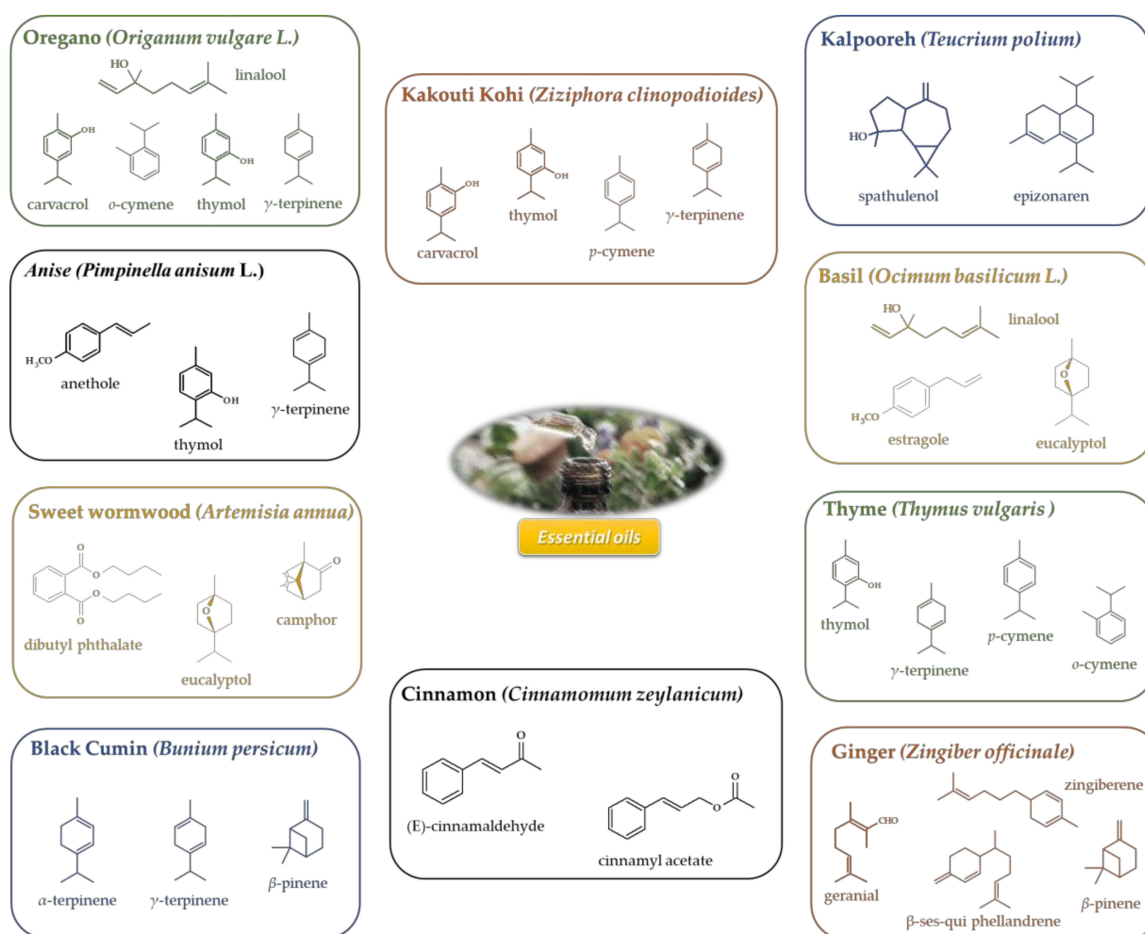 Oregano (Origanum vulgare L.)
HO
linalool
OH
OH
carvacrol
o-cymene
thymol
γ-terpinene
Kakouti Kohi (Ziziphora clinopodioides)
OH
OH
carvacrol
thymol
p-cymene
γ-terpinene
Kalpooreh (Teucrium polium)
HO
spathulenol
epizonaren
Anise (Pimpinella anisum L.)
H₃CO
anethole
OH
thymol
γ-terpinene
Basil (Ocimum basilicum L.)
HO
linalool
H₃CO
estragole
O
eucalyptol
Essential oils
Sweet wormwood (Artemisia annua)
O
O
O
O
dibutyl phthalate
O
eucalyptol
O
camphor
Thyme (Thymus vulgaris )
OH
thymol
γ-terpinene
p-cymene
o-cymene
Black Cumin (Bunium persicum)
α-terpinene
γ-terpinene
β-pinene
Cinnamon (Cinnamomum zeylanicum)
O
(E)-cinnamaldehyde
O
O
cinnamyl acetate
Ginger (Zingiber officinale)
zingiberene
CHO
geranial
β-ses-qui phellandrene
β-pinene